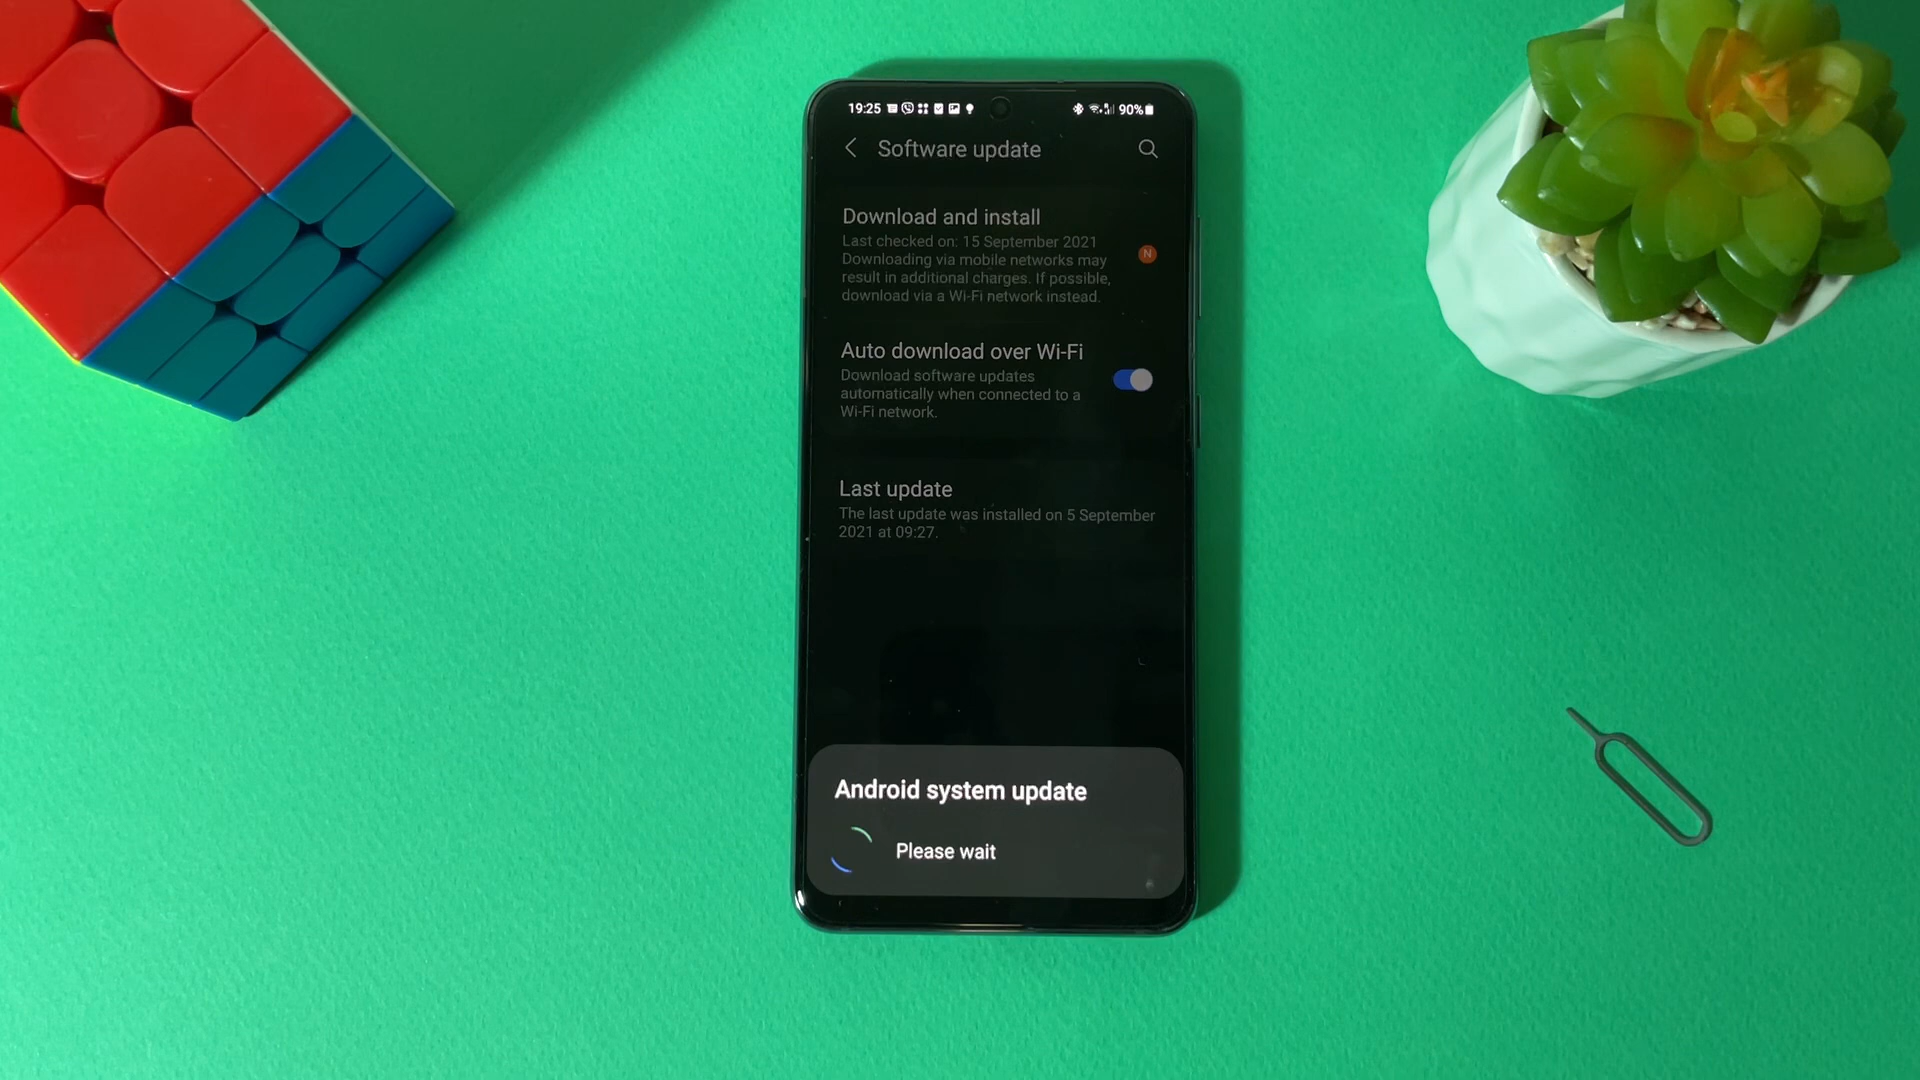 19:25 90%
Software update
Download and install
Last checked on: 15 September 2021
Downloading via mobile networks may
result in additional charges. If possible,
download via a Wi-Fi network instead.
N
Auto download over Wi-Fi
Download software updates
automatically when connected to a
Wi-Fi network.
Last update
The last update was installed on 5 September
2021 at 09:27.
Android system update
Please wait